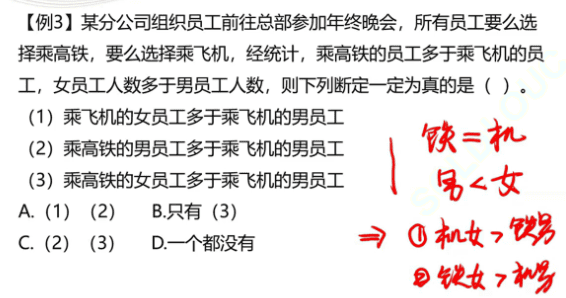 【例3】某分公司组织员工前往总部参加年终晚会，所有员工要么选
择乘高铁，要么选择乘飞机，经统计，乘高铁的员工多于乘飞机的员
工，女员工人数多于男员工人数，则下列断定一定为真的是（ ）。
（1）乘飞机的女员工多于乘飞机的男员工
（2）乘高铁的男员工多于乘飞机的男员工
（3）乘高铁的女员工多于乘飞机的男员工
铁=机
男<女
A.（1）（2） B.只有（3）
C.（2）（3） D.一个都没有
⇒ ①机女>铁男
②铁女>机男